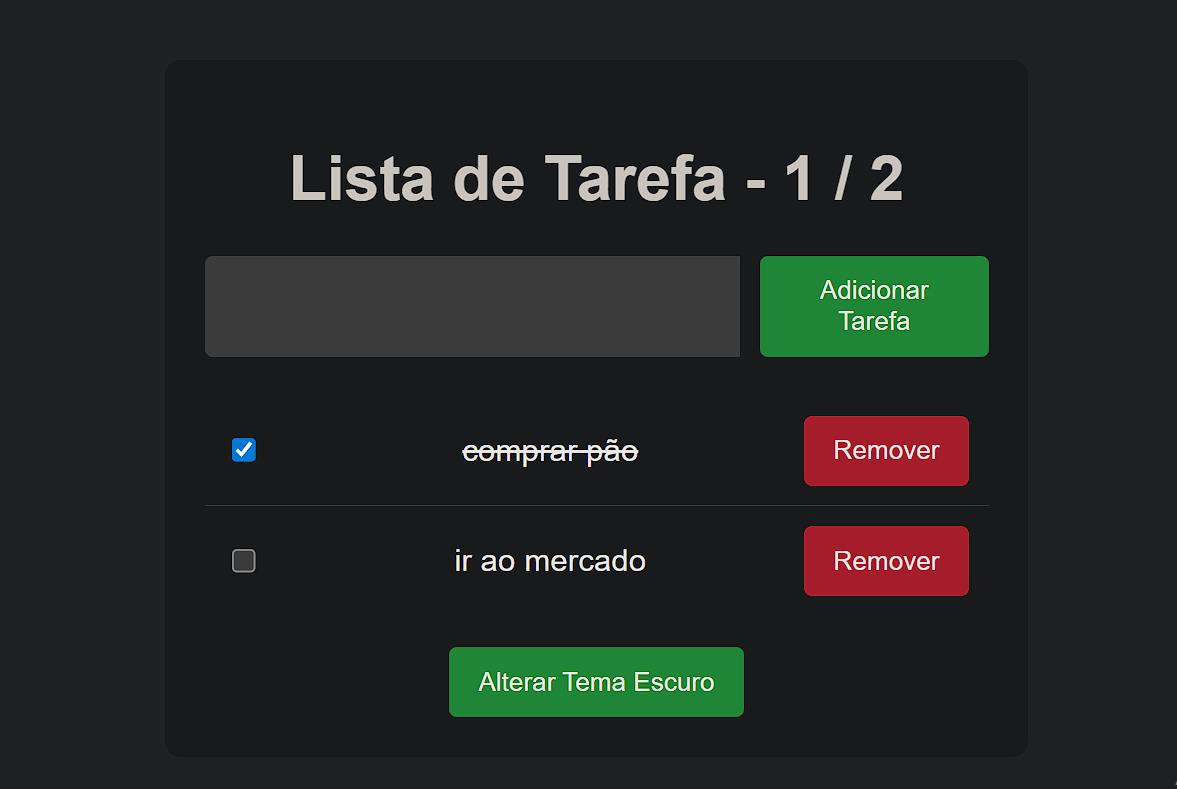 Lista de Tarefa - 1 / 2
Adicionar
Tarefa
comprar pão
Remover
ir ao mercado
Remover
Alterar Tema Escuro